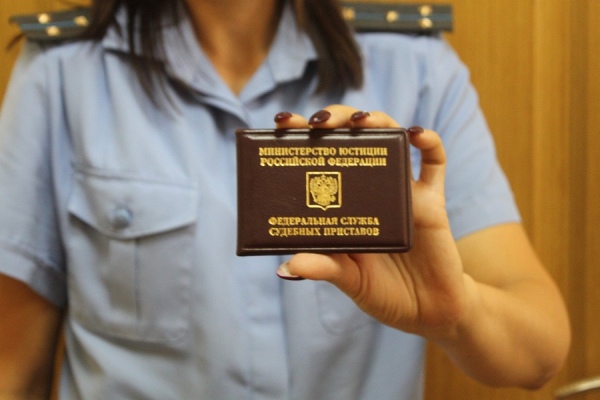 МИНИСТЕРСТВО ЮСТИЦИИ
РОССИЙСКОЙ ФЕДЕРАЦИИ
ФЕДЕРАЛЬНАЯ СЛУЖБА
СУДЕБНЫХ ПРИСТАВОВ